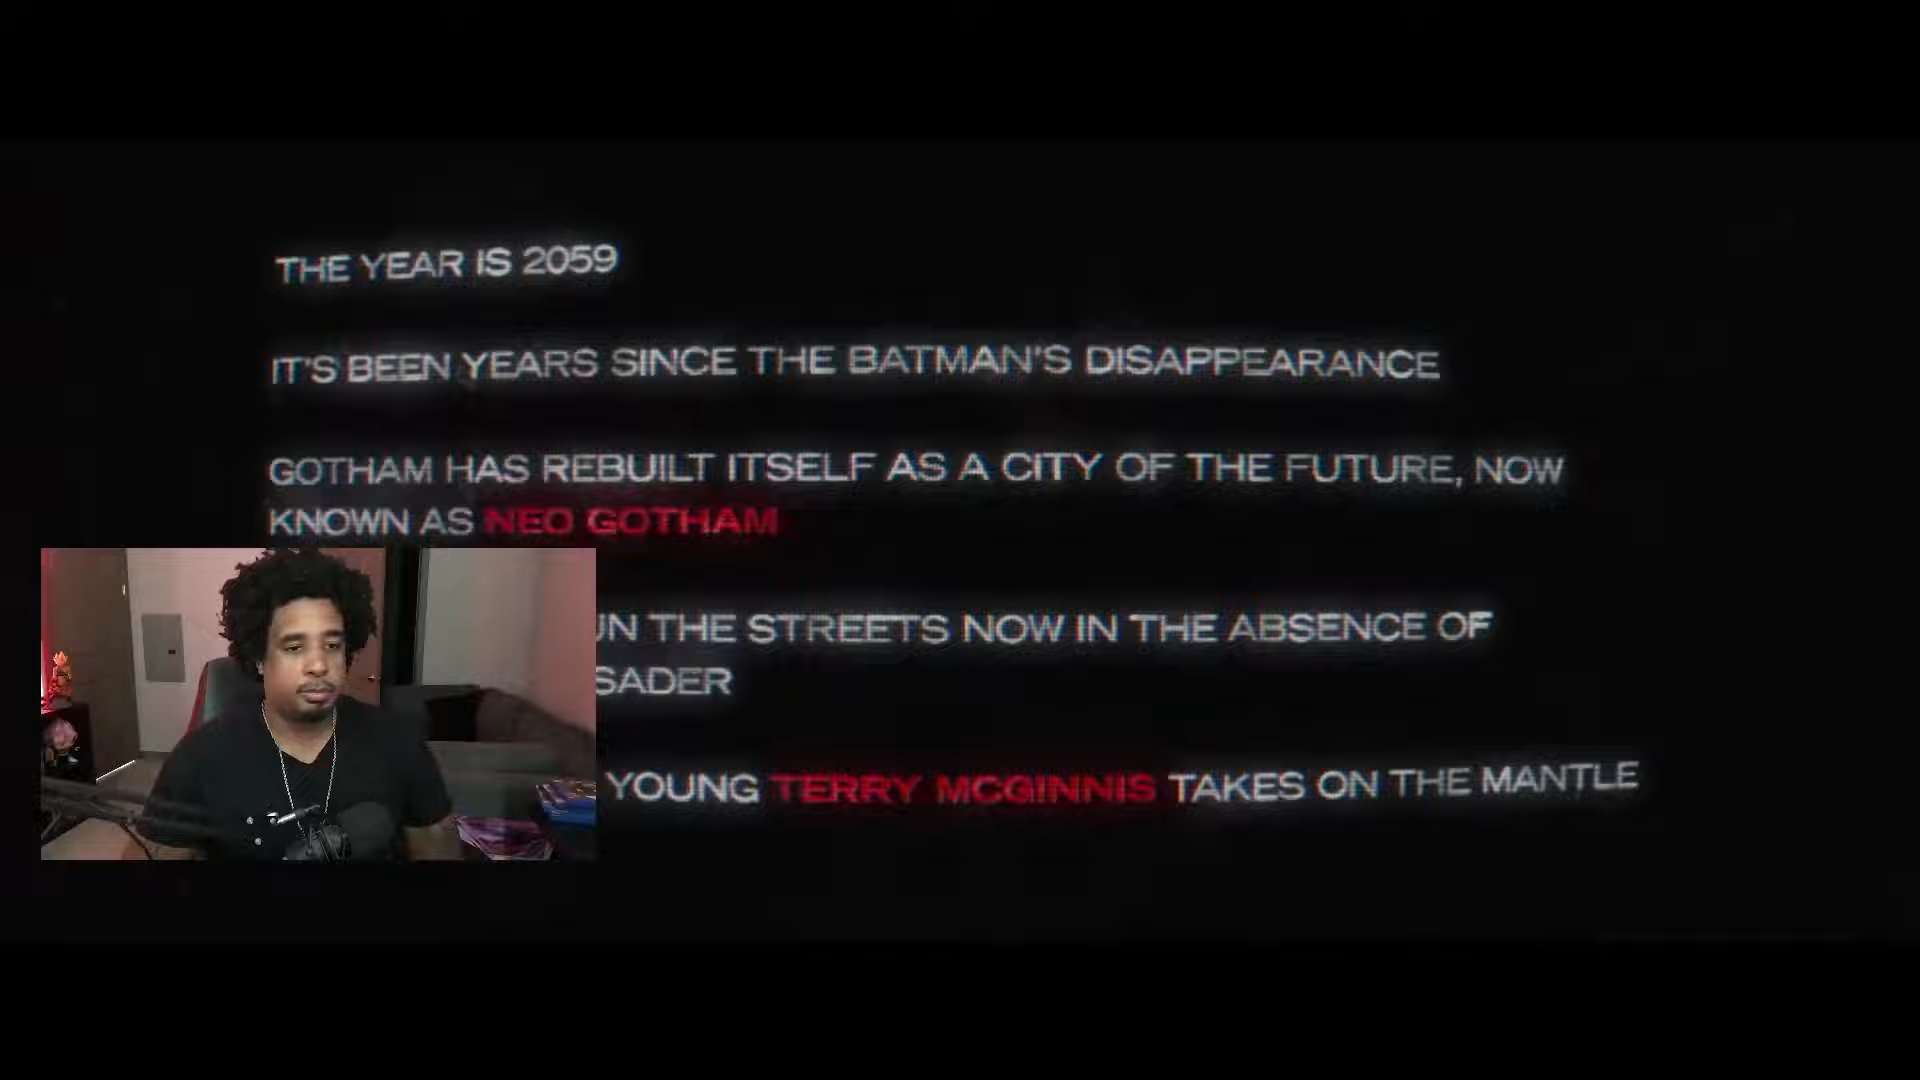 THE YEAR IS 2059
IT'S BEEN YEARS SINCE THE BATMAN'S DISAPPEARANCE
GOTHAM HAS REBUILT ITSELF AS A CITY OF THE FUTURE, NOW
KNOWN AS NEO GOTHAM
THE STREETS NOW IN THE ABSENCE OF
YOUNG TERRY MCGINNIS TAKES ON THE MANTLE